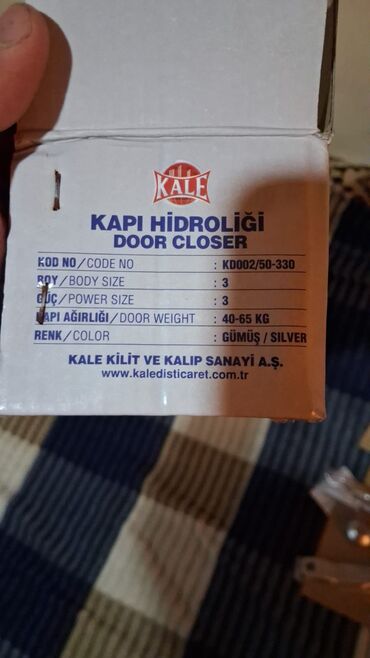 KALE
KAPI HİDROLİĞİ
DOOR CLOSER
KOD NO/CODE NO : KD002/50-330
BOY/BODY SIZE : 3
GÜÇ/POWER SIZE : 3
KAPI AĞIRLIĞI/DOOR WEIGHT : 40-65 KG
RENK/COLOR : GÜMÜŞ / SILVER
KALE KİLİT VE KALIP SANAYİ A.Ş.
www.kaledisticaret.com.tr